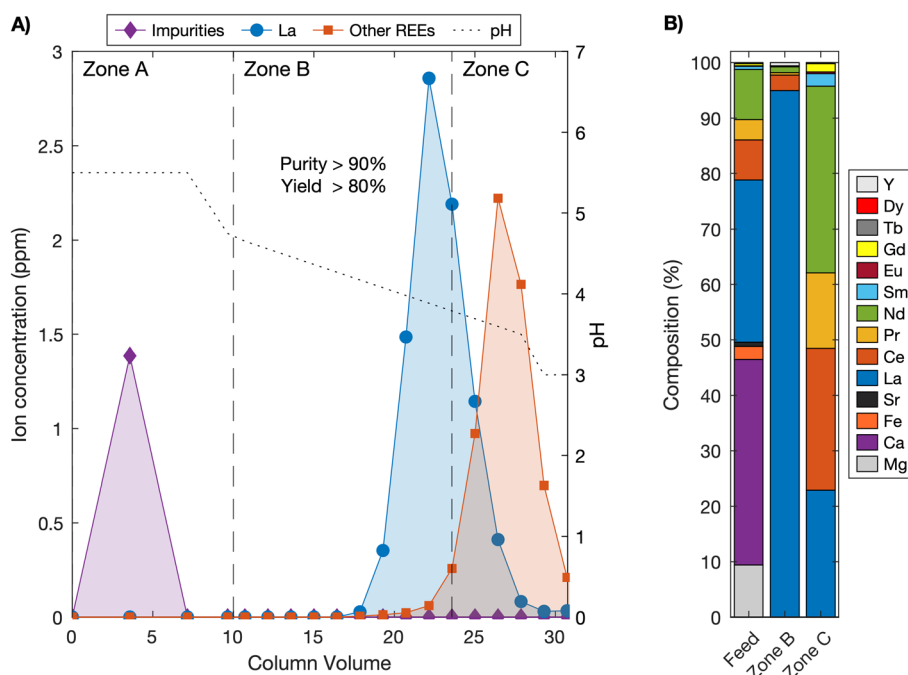 A)
Impurities La Other REEs pH
Zone A Zone B Zone C
Purity > 90%
Yield > 80%
Ion concentration (ppm)
3
2.5
2
1.5
1
0.5
0
pH
7
6
5
4
3
2
1
0
0 5 10 15 20 25 30
Column Volume
B)
Composition (%)
100
90
80
70
60
50
40
30
20
10
0
Feed Zone B Zone C
Y
Dy
Tb
Gd
Eu
Sm
Nd
Pr
Ce
La
Sr
Fe
Ca
Mg